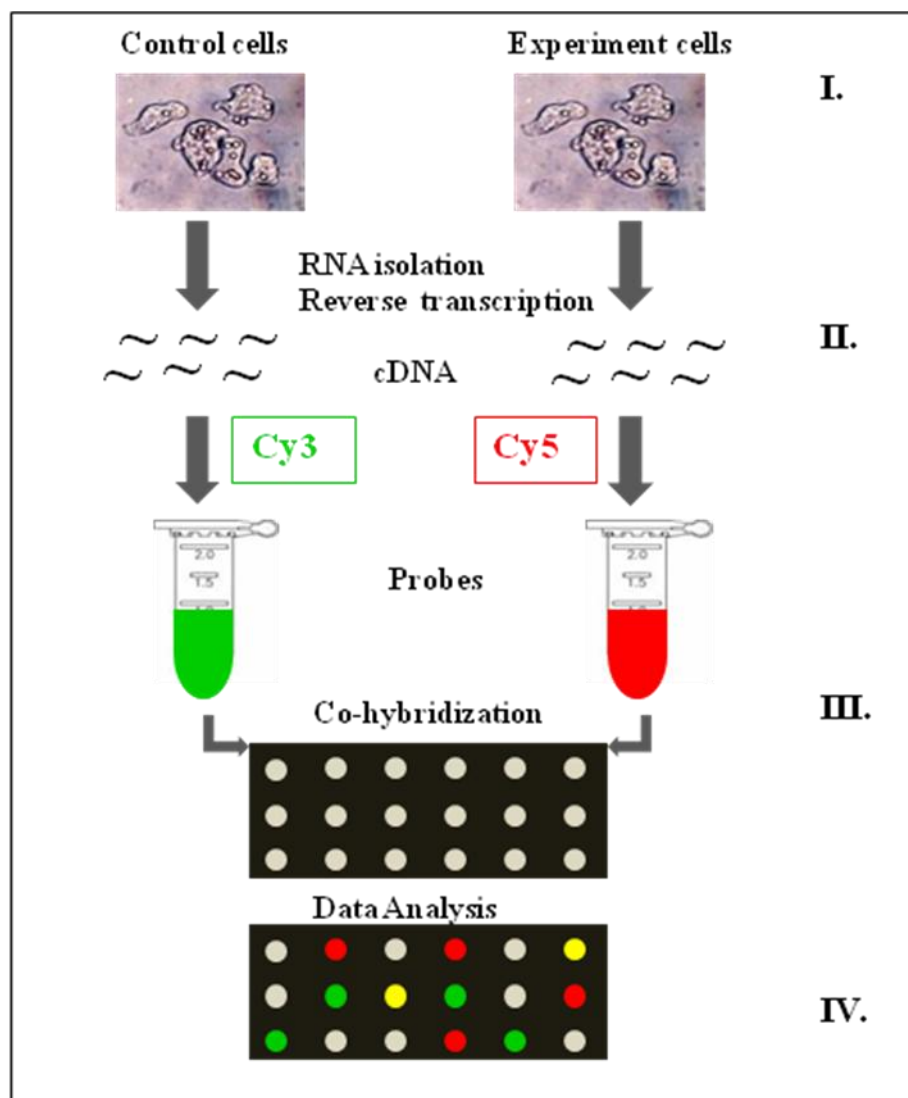 Control cells
Experiment cells
I.
RNA isolation
Reverse transcription
II.
cDNA
Cy3
Cy5
2.0
1.5
2.0
1.5
Probes
III.
Co-hybridization
Data Analysis
IV.